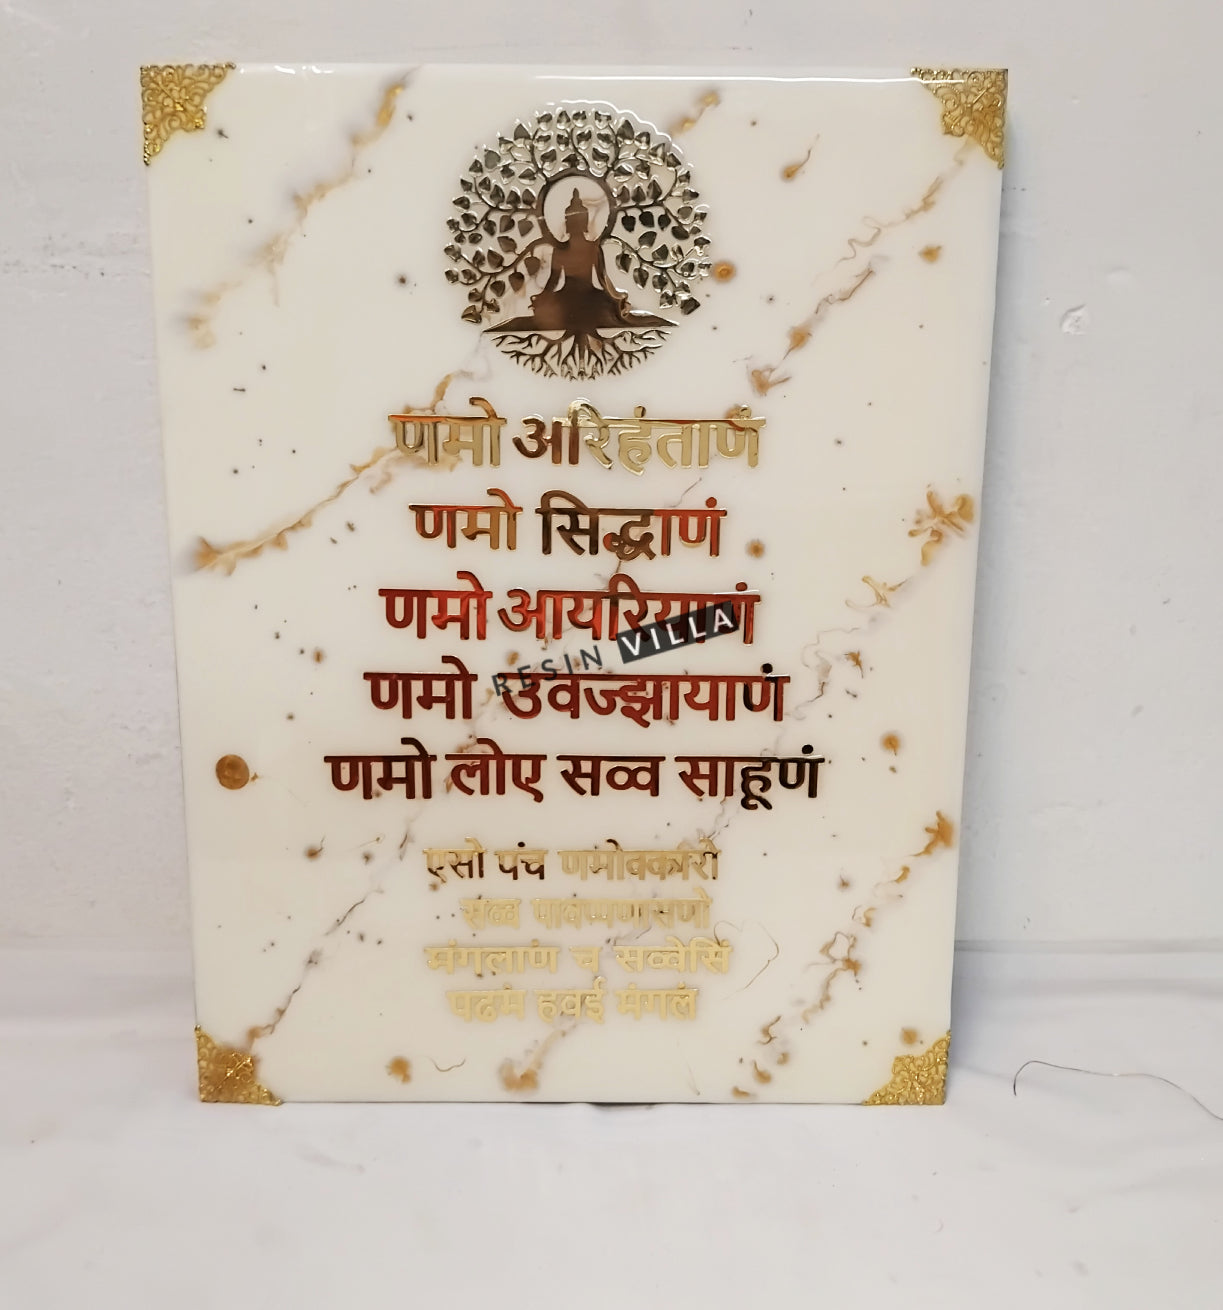 णमो अरिहंताणं
णमो सिद्धाणं
णमो आयरियाणं
RESIN VILLA
णमो उवज्झायाणं
णमो लोए सव्व साहूणं
एसो पंच णमोक्कारो
सव्व पावप्पणासणो
मंगलाणं च सव्वेसिं
पढमं हवई मंगलं